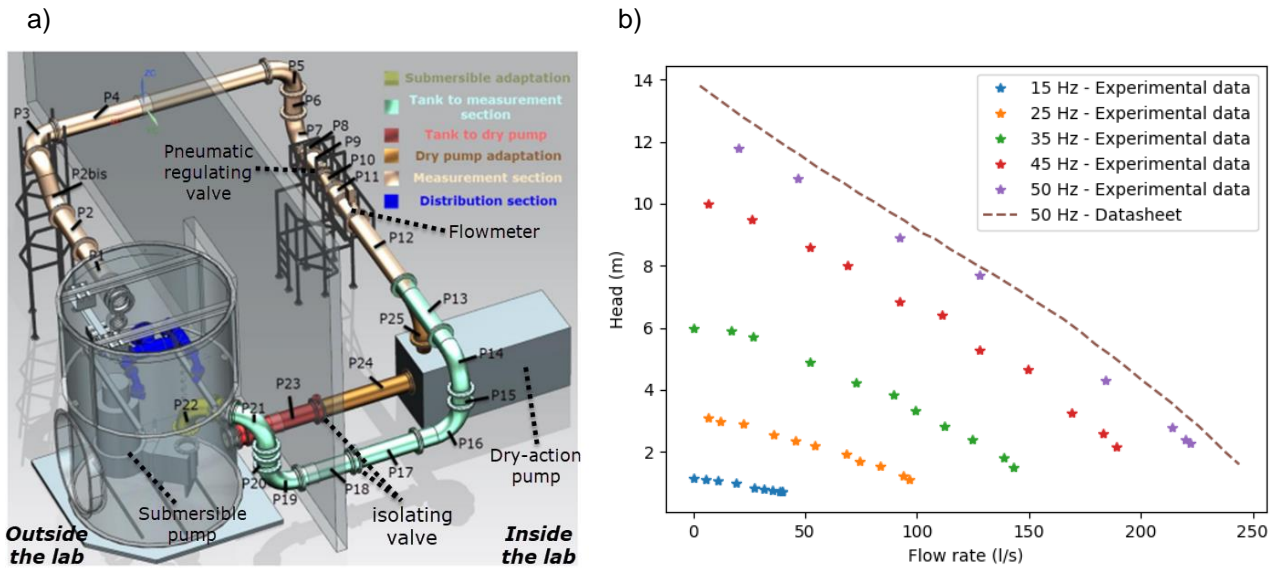 a)
b)
P5
P4
P6
P3
P7
P8
P9
P10
P11
P2bis
P2
P1
P12
P13
P25
P14
P24
P15
P23
P21
P22
P16
P17
P20
P18
P19
Submersible adaptation
Tank to measurement
section
Tank to dry pump
Dry pump adaptation
Measurement section
Distribution section
Pneumatic
regulating
valve
Flowmeter
Dry-action
pump
Submersible
pump
isolating
valve
Outside
the lab
Inside
the lab
14
12
10
8
6
4
2
Head (m)
0
50
100
150
200
250
Flow rate (l/s)
15 Hz - Experimental data
25 Hz - Experimental data
35 Hz - Experimental data
45 Hz - Experimental data
50 Hz - Experimental data
50 Hz - Datasheet